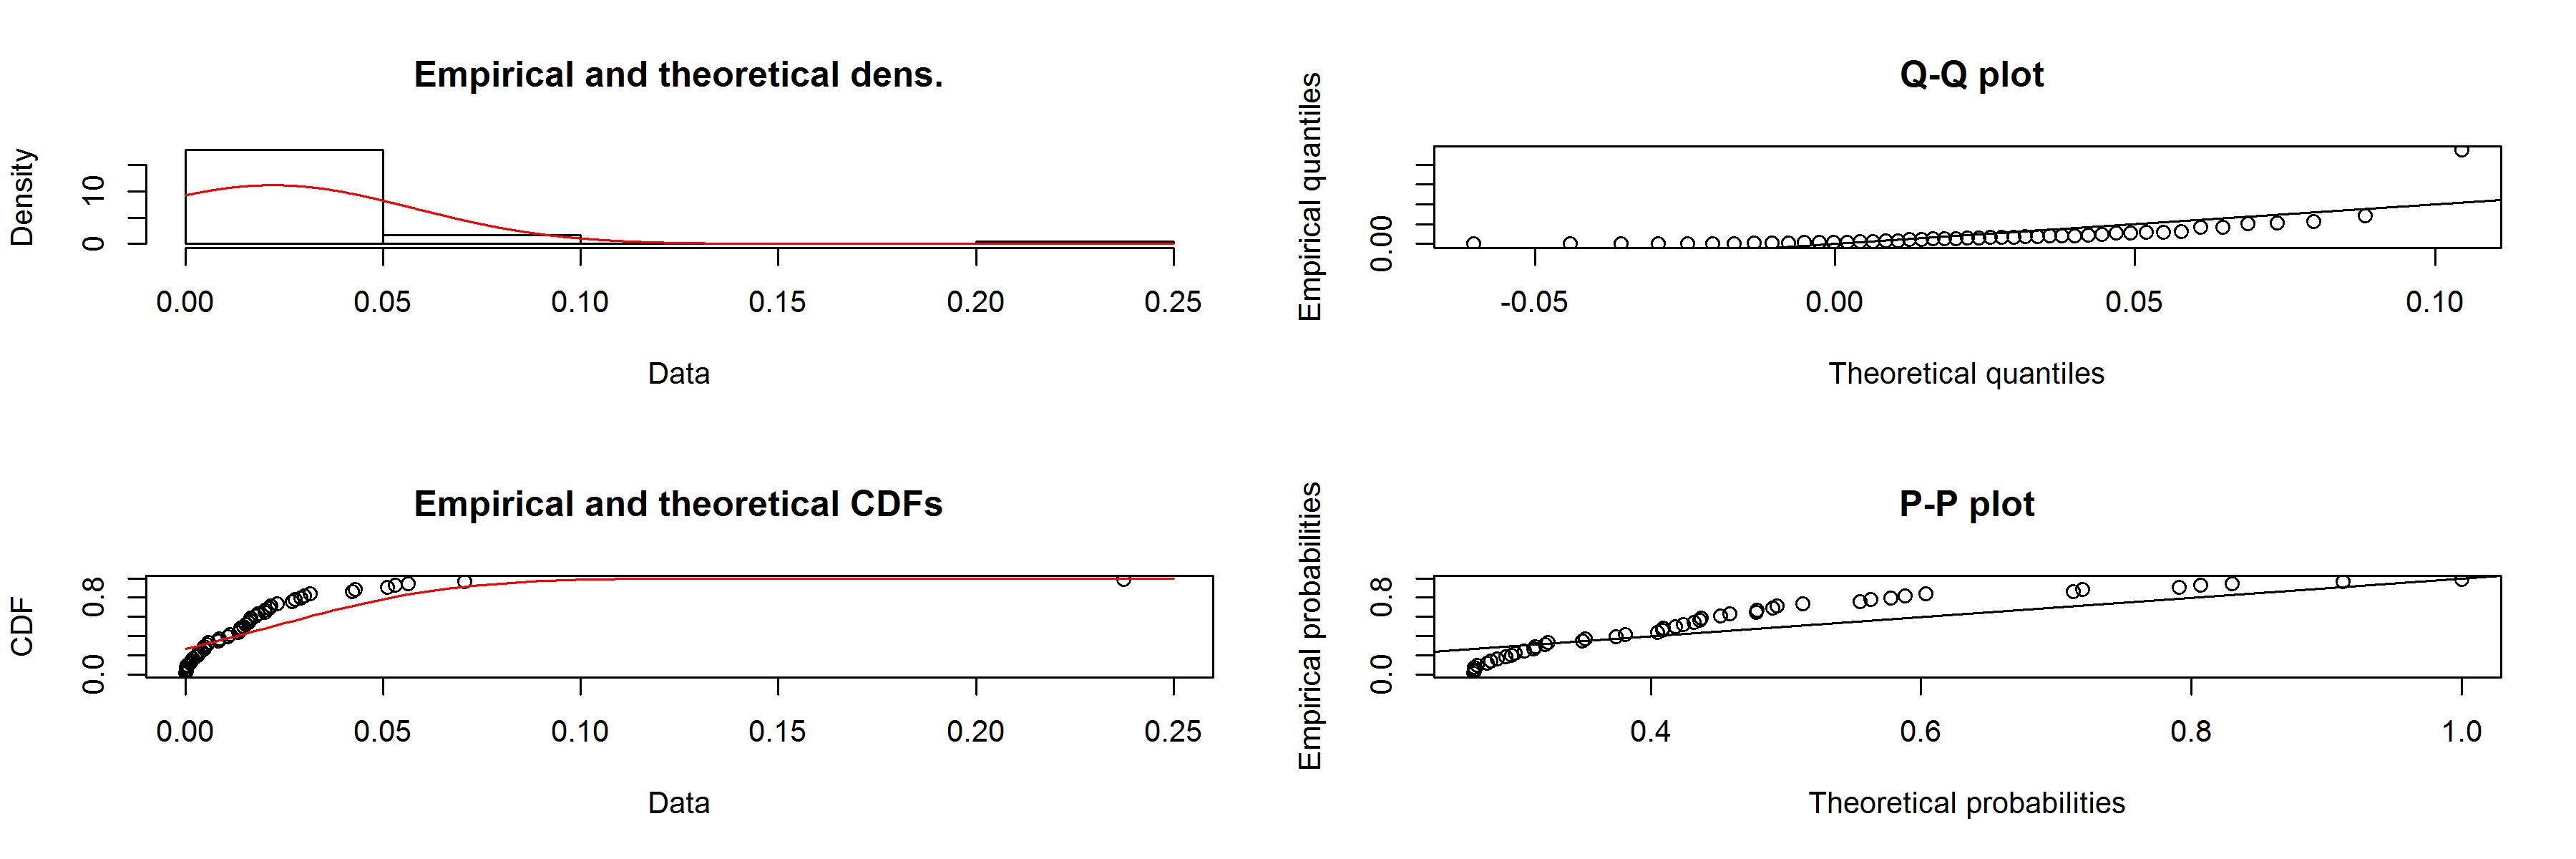 Empirical and theoretical dens.
Density
0 10
0.00 0.05 0.10 0.15 0.20 0.25
Data
Q-Q plot
Empirical quantiles
0.00
-0.05 0.00 0.05 0.10
Theoretical quantiles
Empirical and theoretical CDFs
CDF
0.0 0.8
0.00 0.05 0.10 0.15 0.20 0.25
Data
P-P plot
Empirical probabilities
0.0 0.8
0.4 0.6 0.8 1.0
Theoretical probabilities